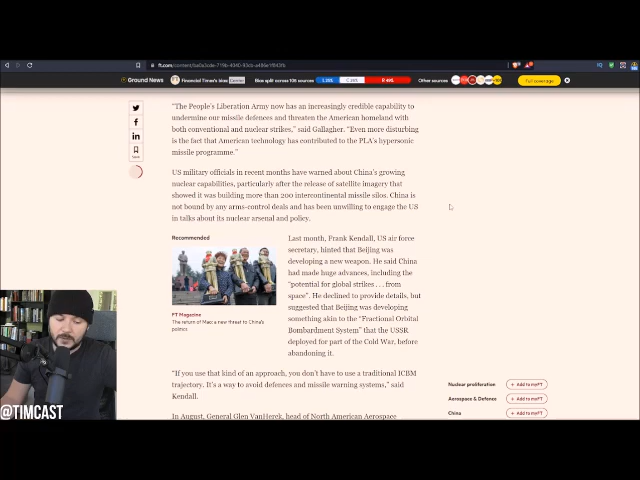 ft.com/content/ba0a3cde-719b-4040-93cb-a486e1f843fb
Ground News
Financial Times's bias
Center
Bias split across 106 sources
Other sources
Full coverage
"The People's Liberation Army now has an increasingly credible capability to
undermine our missile defences and threaten the American homeland with
both conventional and nuclear strikes," said Gallagher. "Even more disturbing
is the fact that American technology has contributed to the PLA's hypersonic
missile programme."
US military officials in recent months have warned about China's growing
nuclear capabilities, particularly after the release of satellite imagery that
showed it was building more than 200 intercontinental missile silos. China is
not bound by any arms-control deals and has been unwilling to engage the US
in talks about its nuclear arsenal and policy.
Save
Recommended
FT Magazine
The return of Mao: a new threat to China's
politics
Last month, Frank Kendall, US air force
secretary, hinted that Beijing was
developing a new weapon. He said China
had made huge advances, including the
"potential for global strikes . . . from
space". He declined to provide details, but
suggested that Beijing was developing
something akin to the "Fractional Orbital
Bombardment System" that the USSR
deployed for part of the Cold War, before
abandoning it.
"If you use that kind of an approach, you don't have to use a traditional ICBM
trajectory. It's a way to avoid defences and missile warning systems," said
Kendall.
In August, General Glen VanHerck, head of North American Aerospace
Nuclear proliferation
+ Add to myFT
Aerospace & Defence
+ Add to myFT
China
+ Add to myFT
@TIMCAST